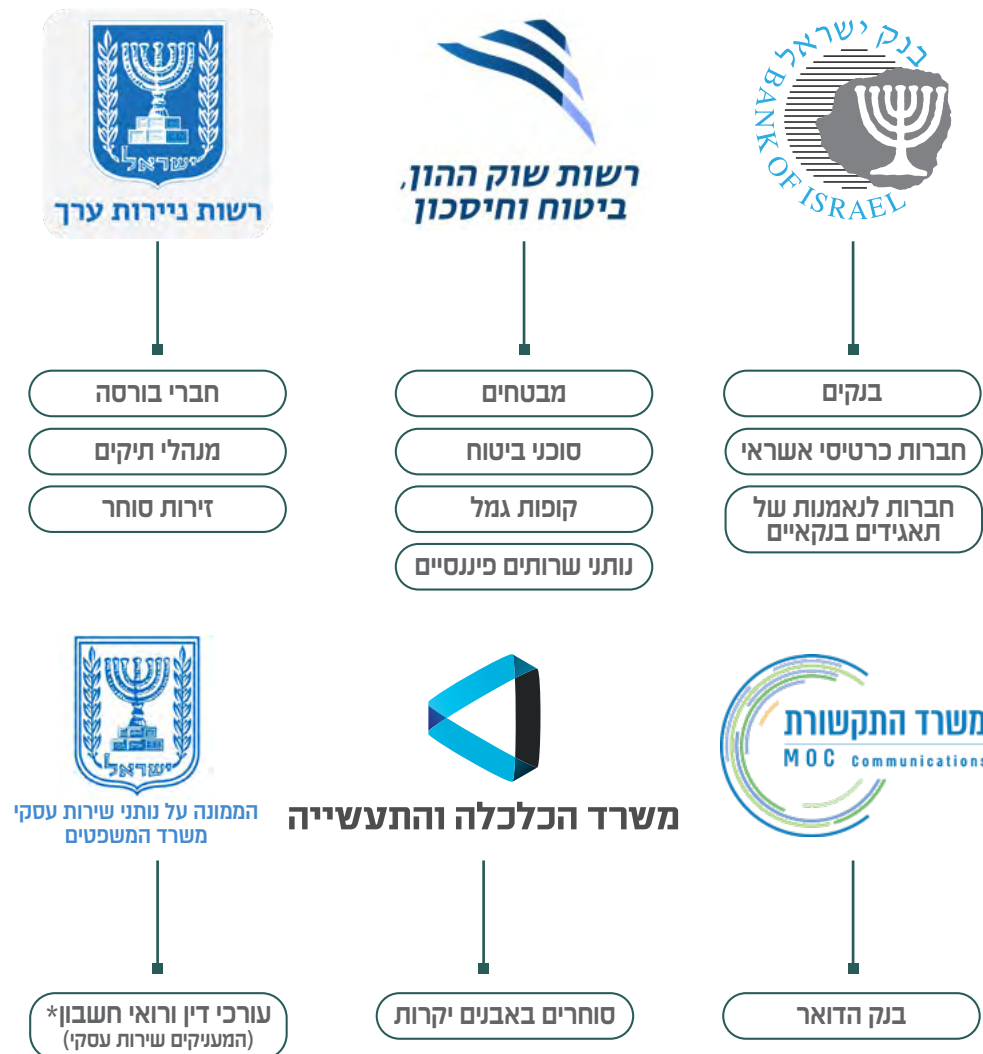 בנק ישראל
BANK OF ISRAEL
בנקים
חברות כרטיסי אשראי
חברות לנאמנות של
תאגידים בנקאיים
רשות שוק ההון,
ביטוח וחיסכון
מבטחים
סוכני ביטוח
קופות גמל
נותני שרותים פיננסיים
ישראל
רשות ניירות ערך
חברי בורסה
מנהלי תיקים
זירות סוחר
משרד התקשורת
MOC Communications
בנק הדואר
משרד הכלכלה והתעשייה
סוחרים באבנים יקרות
ישראל
הממונה על נותני שירות עסקי
משרד המשפטים
עורכי דין ורואי חשבון*
(המעניקים שירות עסקי)